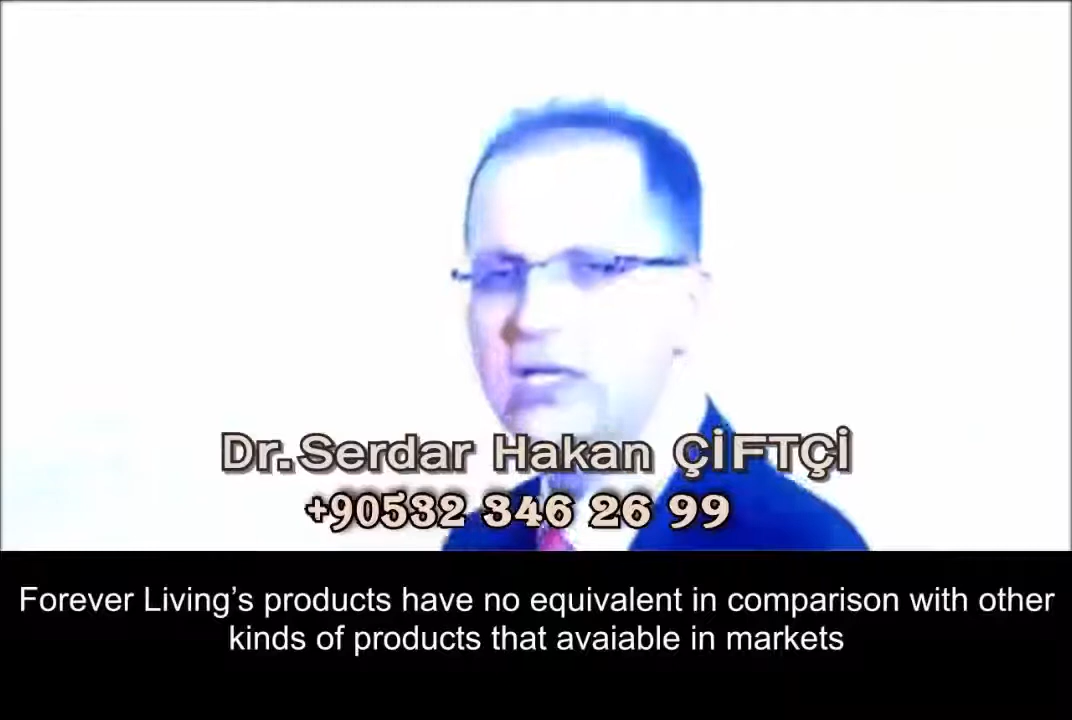 Dr.Serdar Hakan ÇİFTÇİ
+90532 346 26 99
Forever Living’s products have no equivalent in comparison with other
kinds of products that avaiable in markets